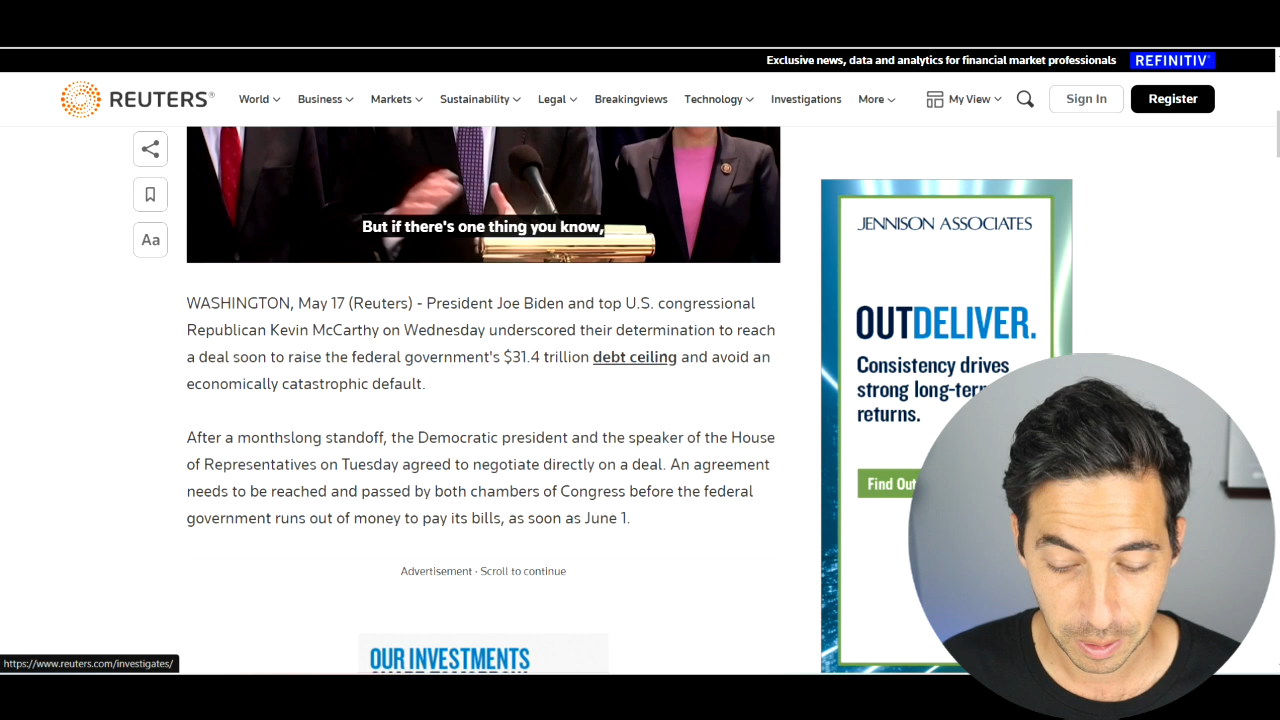 Exclusive news, data and analytics for financial market professionals REFINITIV
REUTERS® World Business Markets Sustainability Legal Breakingviews Technology Investigations More My View Sign In Register
Aa
But if there's one thing you know,
WASHINGTON, May 17 (Reuters) - President Joe Biden and top U.S. congressional
Republican Kevin McCarthy on Wednesday underscored their determination to reach
a deal soon to raise the federal government's $31.4 trillion debt ceiling and avoid an
economically catastrophic default.
After a monthslong standoff, the Democratic president and the speaker of the House
of Representatives on Tuesday agreed to negotiate directly on a deal. An agreement
needs to be reached and passed by both chambers of Congress before the federal
government runs out of money to pay its bills, as soon as June 1.
Advertisement · Scroll to continue
OUR INVESTMENTS
JENNISON ASSOCIATES
OUTDELIVER.
Consistency drives
strong long-term
returns.
Find Out
https://www.reuters.com/investigates/